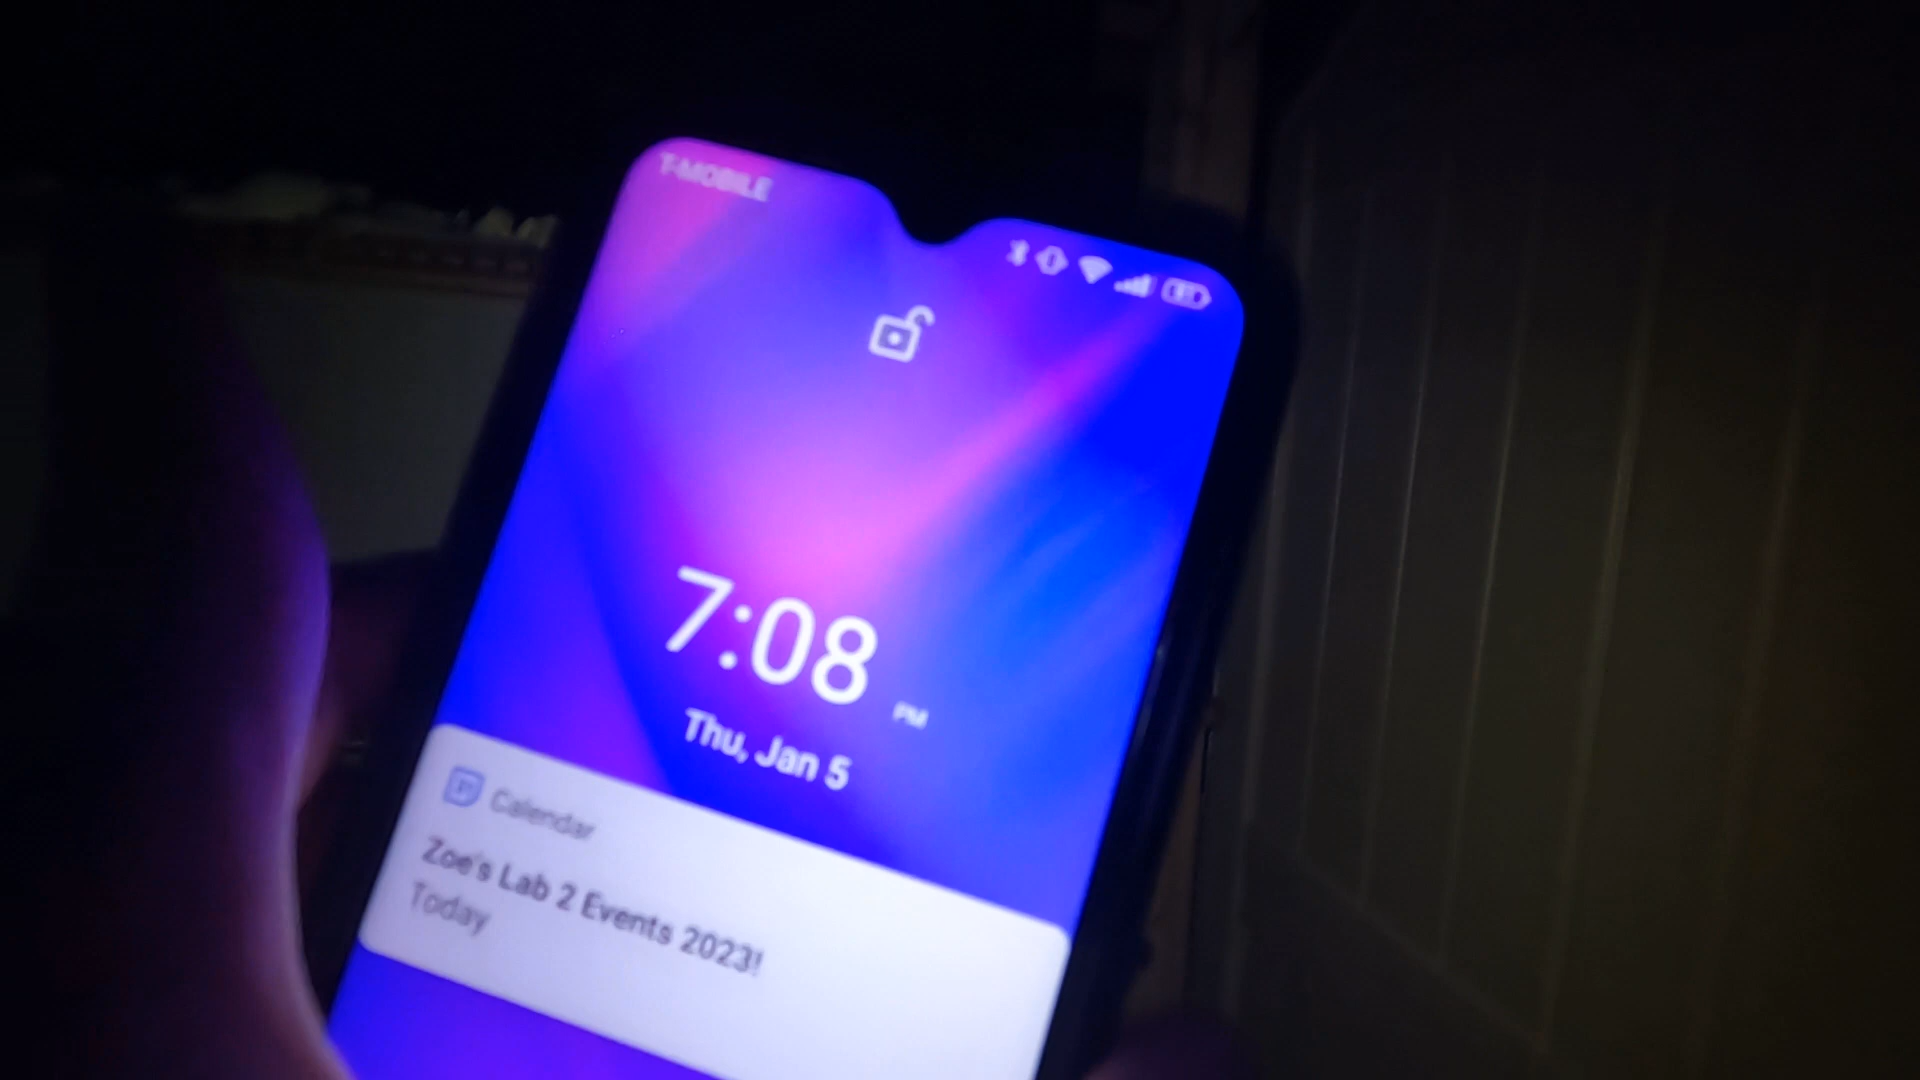 T-MOBILE
7:08 PM
Thu, Jan 5
Calendar
Zoe's Lab 2 Events 2023!
Today